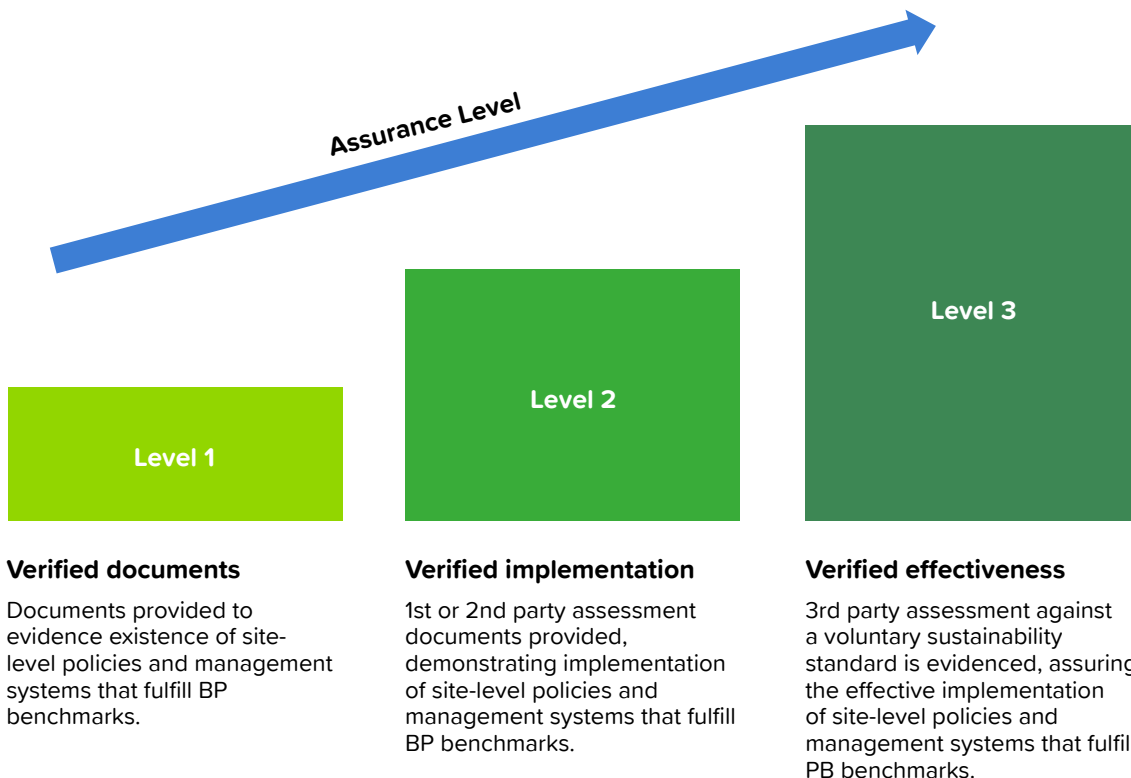 Assurance Level
Level 1
Level 2
Level 3
Verified documents
Documents provided to
evidence existence of site-
level policies and management
systems that fulfill BP
benchmarks.
Verified implementation
1st or 2nd party assessment
documents provided,
demonstrating implementation
of site-level policies and
management systems that fulfill
BP benchmarks.
Verified effectiveness
3rd party assessment against
a voluntary sustainability
standard is evidenced, assuring
the effective implementation
of site-level policies and
management systems that fulfil
PB benchmarks.